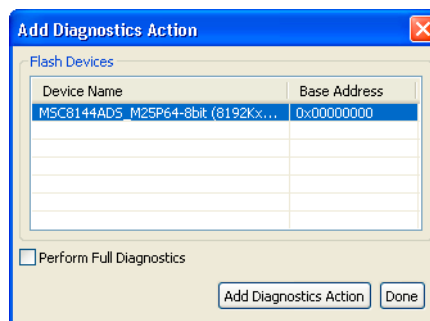 Add Diagnostics Action
Flash Devices
Device Name Base Address
MSC8144ADS_M25P64-8bit (8192Kx... 0x00000000
Perform Full Diagnostics
Add Diagnostics Action Done